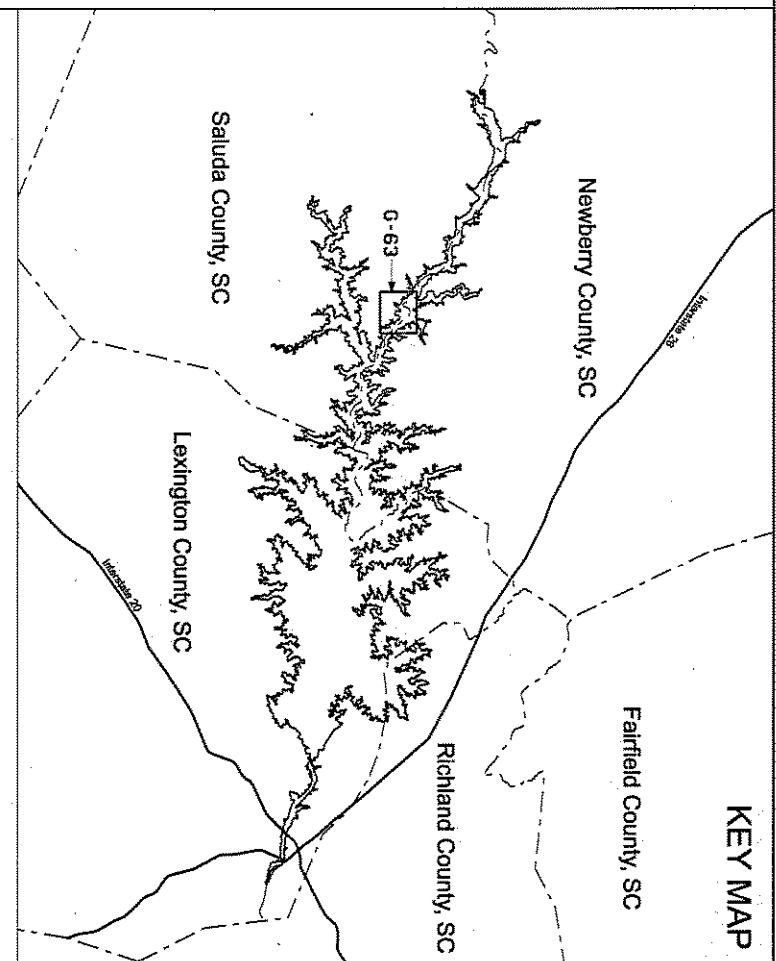 KEY MAP
Fairfield County, SC
Newberry County, SC
Interstate 26
Richland County, SC
G-63
Saluda County, SC
Lexington County, SC
Interstate 20